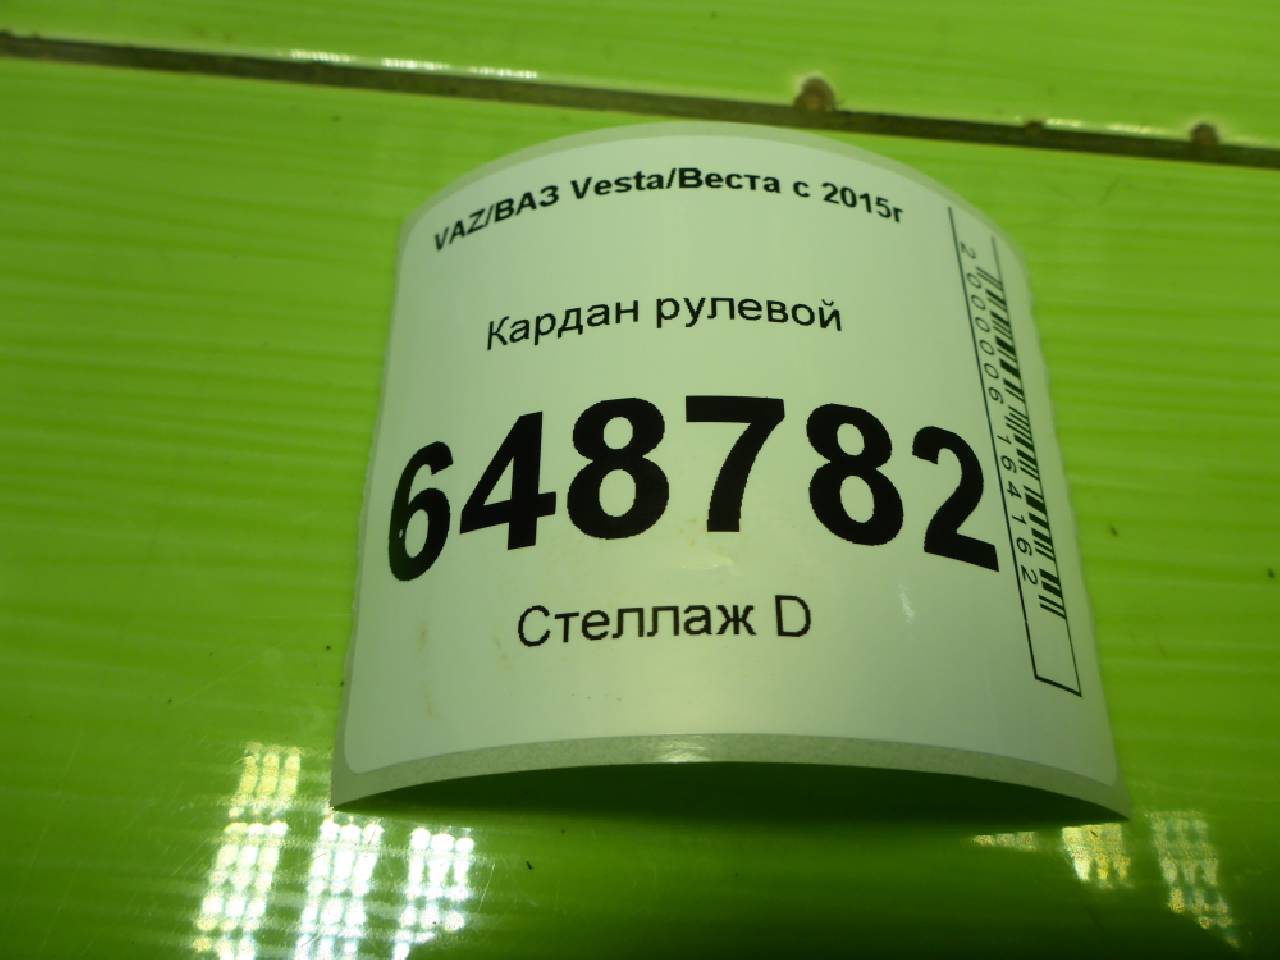 VAZ/ВАЗ Vesta/Веста с 2015г
Кардан рулевой
648782
Стеллаж D
2000006164162